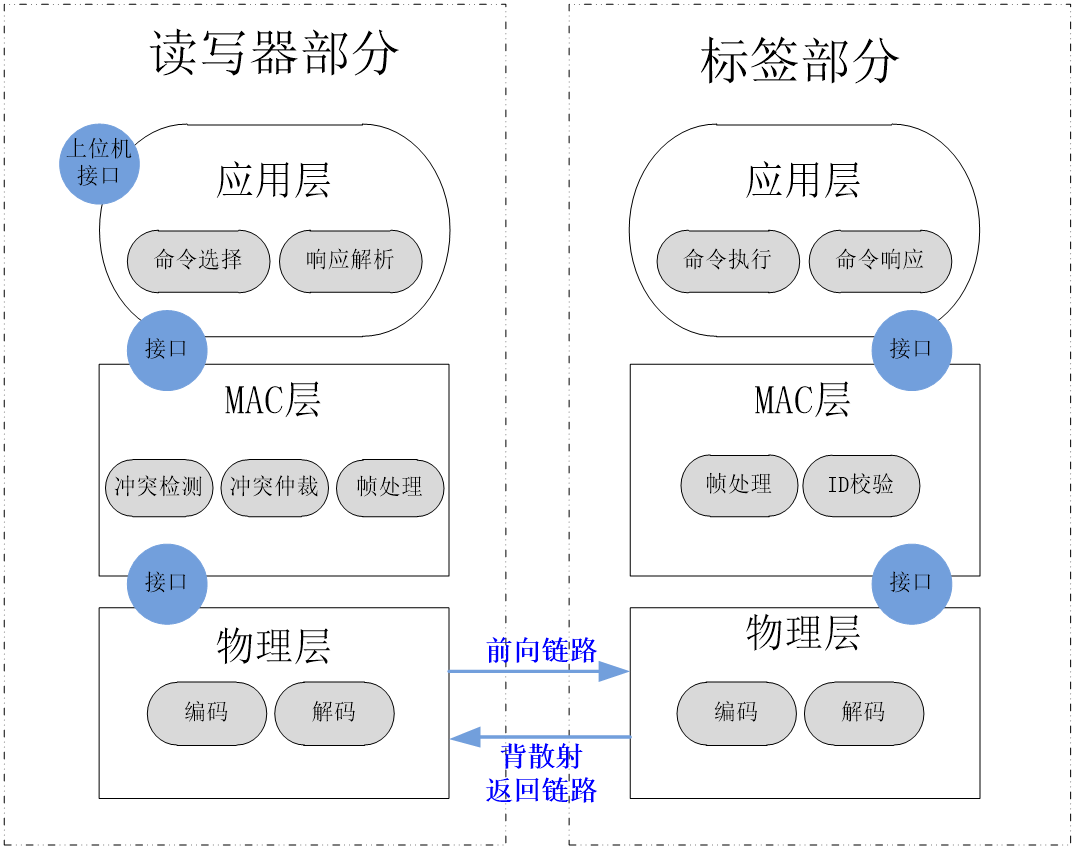 读写器部分
上位机
接口
应用层
命令选择
响应解析
接口
MAC层
冲突检测
冲突仲裁
帧处理
接口
物理层
编码
解码
前向链路
背散射
返回链路
标签部分
应用层
命令执行
命令响应
接口
MAC层
帧处理
ID校验
接口
物理层
编码
解码